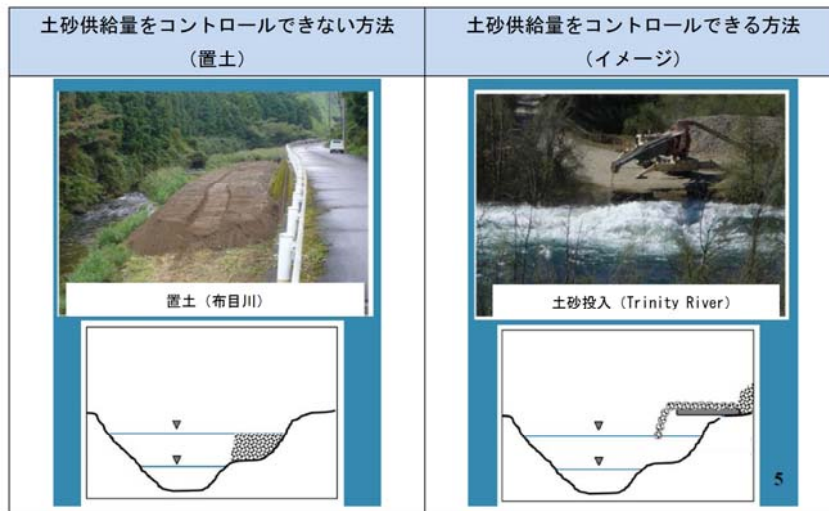 土砂供給量をコントロールできない方法
（置土）
土砂供給量をコントロールできる方法
（イメージ）
置土（布目川）
土砂投入（Trinity River）
5